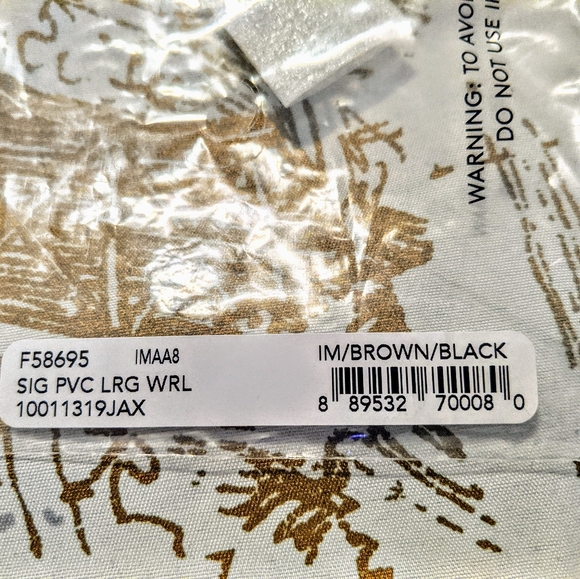 WARNING: TO AVOI
DO NOT USE I
F58695 IMAA8 IM/BROWN/BLACK
SIG PVC LRG WRL
10011319JAX
8 89532 70008 0